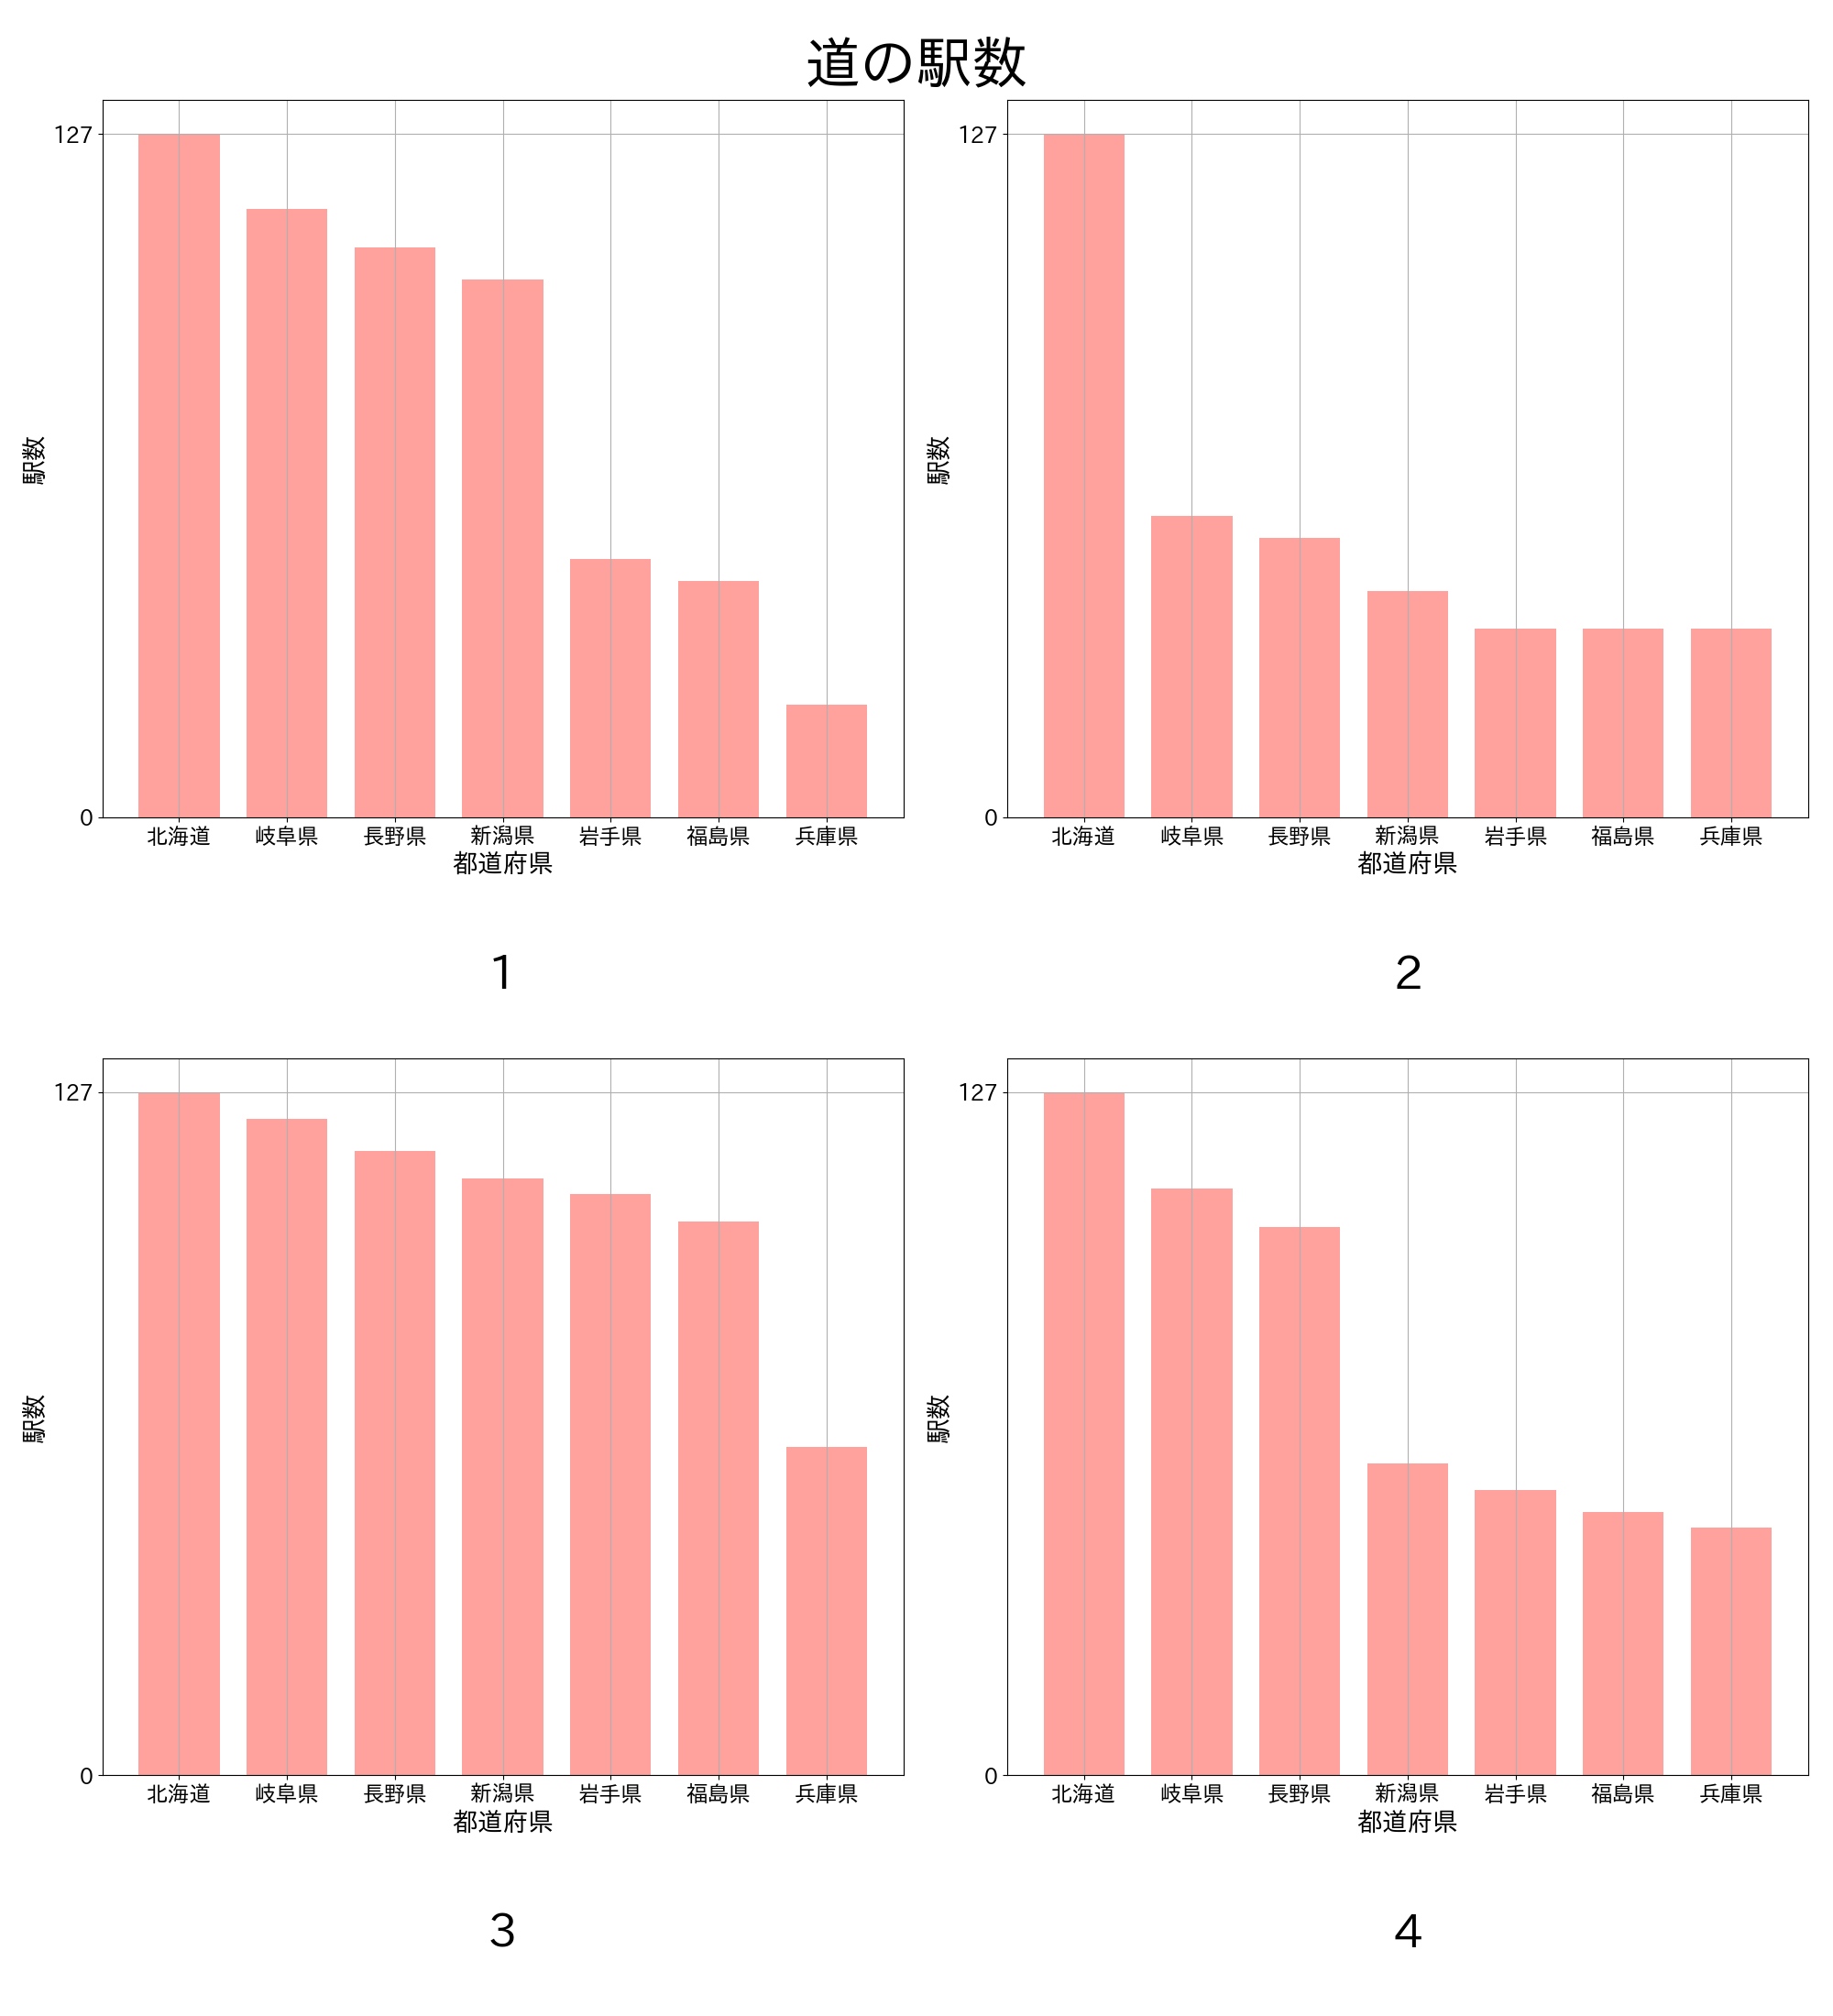 道の駅数
127
0
駅数
北海道 岐阜県 長野県 新潟県 岩手県 福島県 兵庫県
都道府県
1
127
0
駅数
北海道 岐阜県 長野県 新潟県 岩手県 福島県 兵庫県
都道府県
2
127
0
駅数
北海道 岐阜県 長野県 新潟県 岩手県 福島県 兵庫県
都道府県
3
127
0
駅数
北海道 岐阜県 長野県 新潟県 岩手県 福島県 兵庫県
都道府県
4